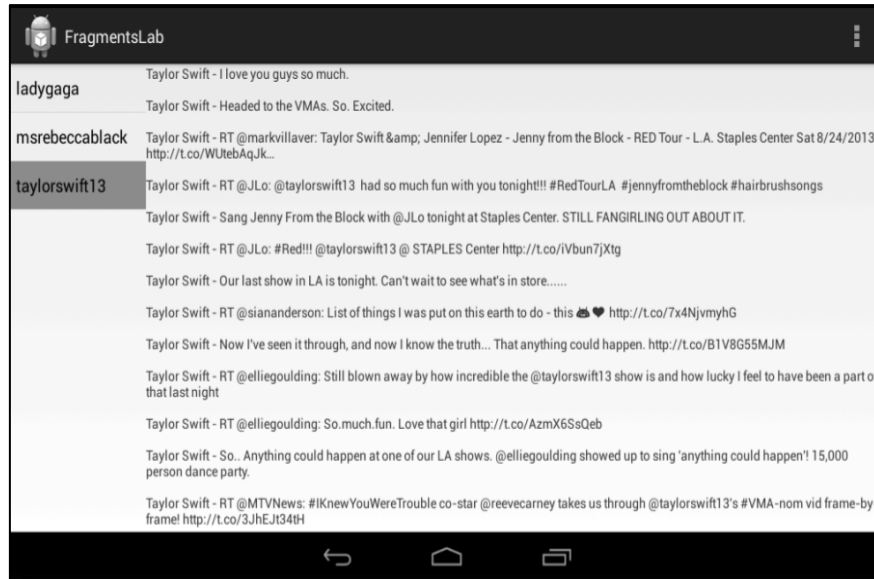 FragmentsLab
ladygaga
msrebeccablack
taylorswift13
Taylor Swift - I love you guys so much.
Taylor Swift - Headed to the VMAs. So. Excited.
Taylor Swift - RT @markvillaver: Taylor Swift &amp; Jennifer Lopez - Jenny from the Block - RED Tour - L.A. Staples Center Sat 8/24/2013
http://t.co/WUtebAqJk…
Taylor Swift - RT @JLo: @taylorswift13 had so much fun with you tonight!!! #RedTourLA #jennyfromtheblock #hairbrushsongs
Taylor Swift - Sang Jenny From the Block with @JLo tonight at Staples Center. STILL FANGIRLING OUT ABOUT IT.
Taylor Swift - RT @JLo: #Red!!! @taylorswift13 @ STAPLES Center http://t.co/iVbun7jXtg
Taylor Swift - Our last show in LA is tonight. Can't wait to see what's in store......
Taylor Swift - RT @siananderson: List of things I was put on this earth to do - this 🐱♥ http://t.co/7x4NjvmyhG
Taylor Swift - Now I've seen it through, and now I know the truth... That anything could happen. http://t.co/B1V8G55MJM
Taylor Swift - RT @elliegoulding: Still blown away by how incredible the @taylorswift13 show is and how lucky I feel to have been a part o
that last night
Taylor Swift - RT @elliegoulding: So.much.fun. Love that girl http://t.co/AzmX6SsQeb
Taylor Swift - So.. Anything could happen at one of our LA shows. @elliegoulding showed up to sing 'anything could happen'! 15,000
person dance party.
Taylor Swift - RT @MTVNews: #IKnewYouWereTrouble co-star @reevecarney takes us through @taylorswift13's #VMA-nom vid frame-by
frame! http://t.co/3JhEJt34tH